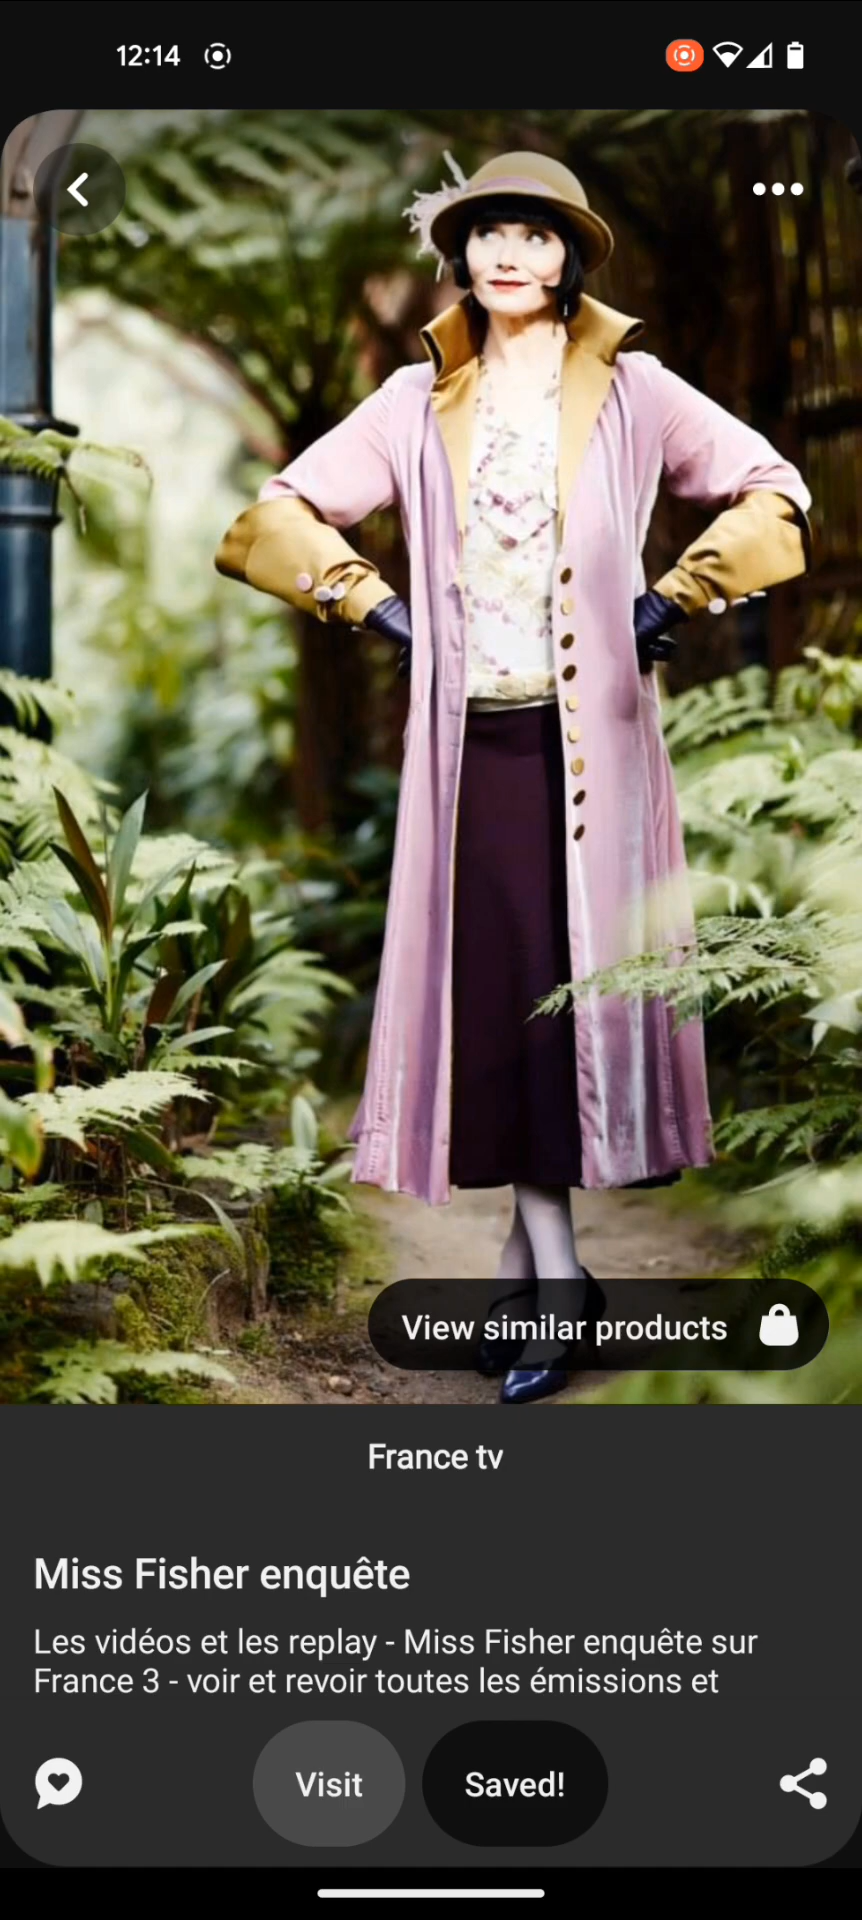 12:14
View similar products
France tv
Miss Fisher enquête
Les vidéos et les replay - Miss Fisher enquête sur
France 3 - voir et revoir toutes les émissions et
Visit
Saved!